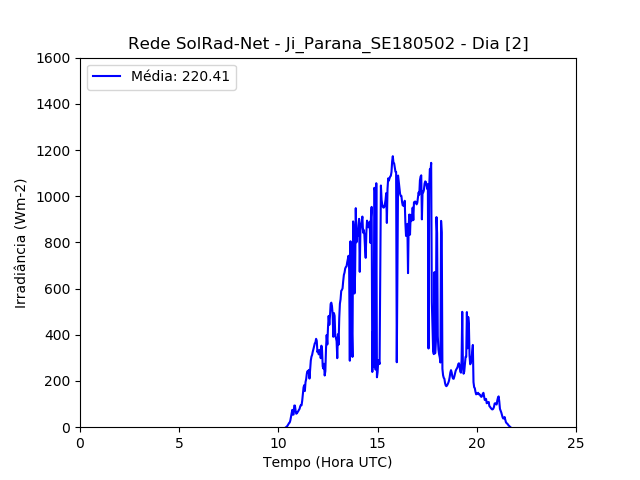 Rede SolRad-Net - Ji_Parana_SE180502 - Dia [2]
Média: 220.41
1600
1400
1200
1000
800
600
400
200
0
Irradiância (Wm-2)
0 5 10 15 20 25
Tempo (Hora UTC)